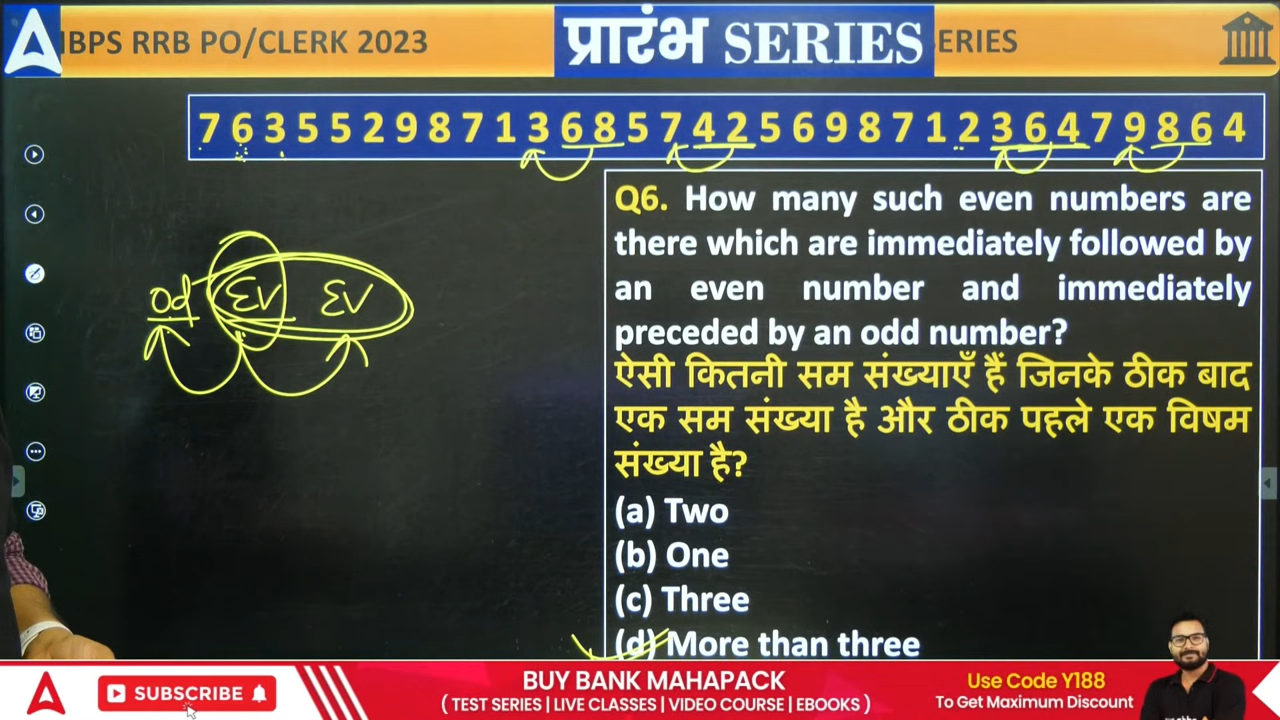 IBPS RRB PO/CLERK 2023
प्रारंभ SERIES
ERIES
7 6 3 5 5 2 9 8 7 1 3 6 8 5 7 4 2 5 6 9 8 7 1 2 3 6 4 7 9 8 6 4
Od EV EV
Q6. How many such even numbers are
there which are immediately followed by
an even number and immediately
preceded by an odd number?
ऐसी कितनी सम संख्याएँ हैं जिनके ठीक बाद
एक सम संख्या है और ठीक पहले एक विषम
संख्या है?
(a) Two
(b) One
(c) Three
(d) More than three
SUBSCRIBE
BUY BANK MAHAPACK
( TEST SERIES | LIVE CLASSES | VIDEO COURSE | EBOOKS )
Use Code Y188
To Get Maximum Discount